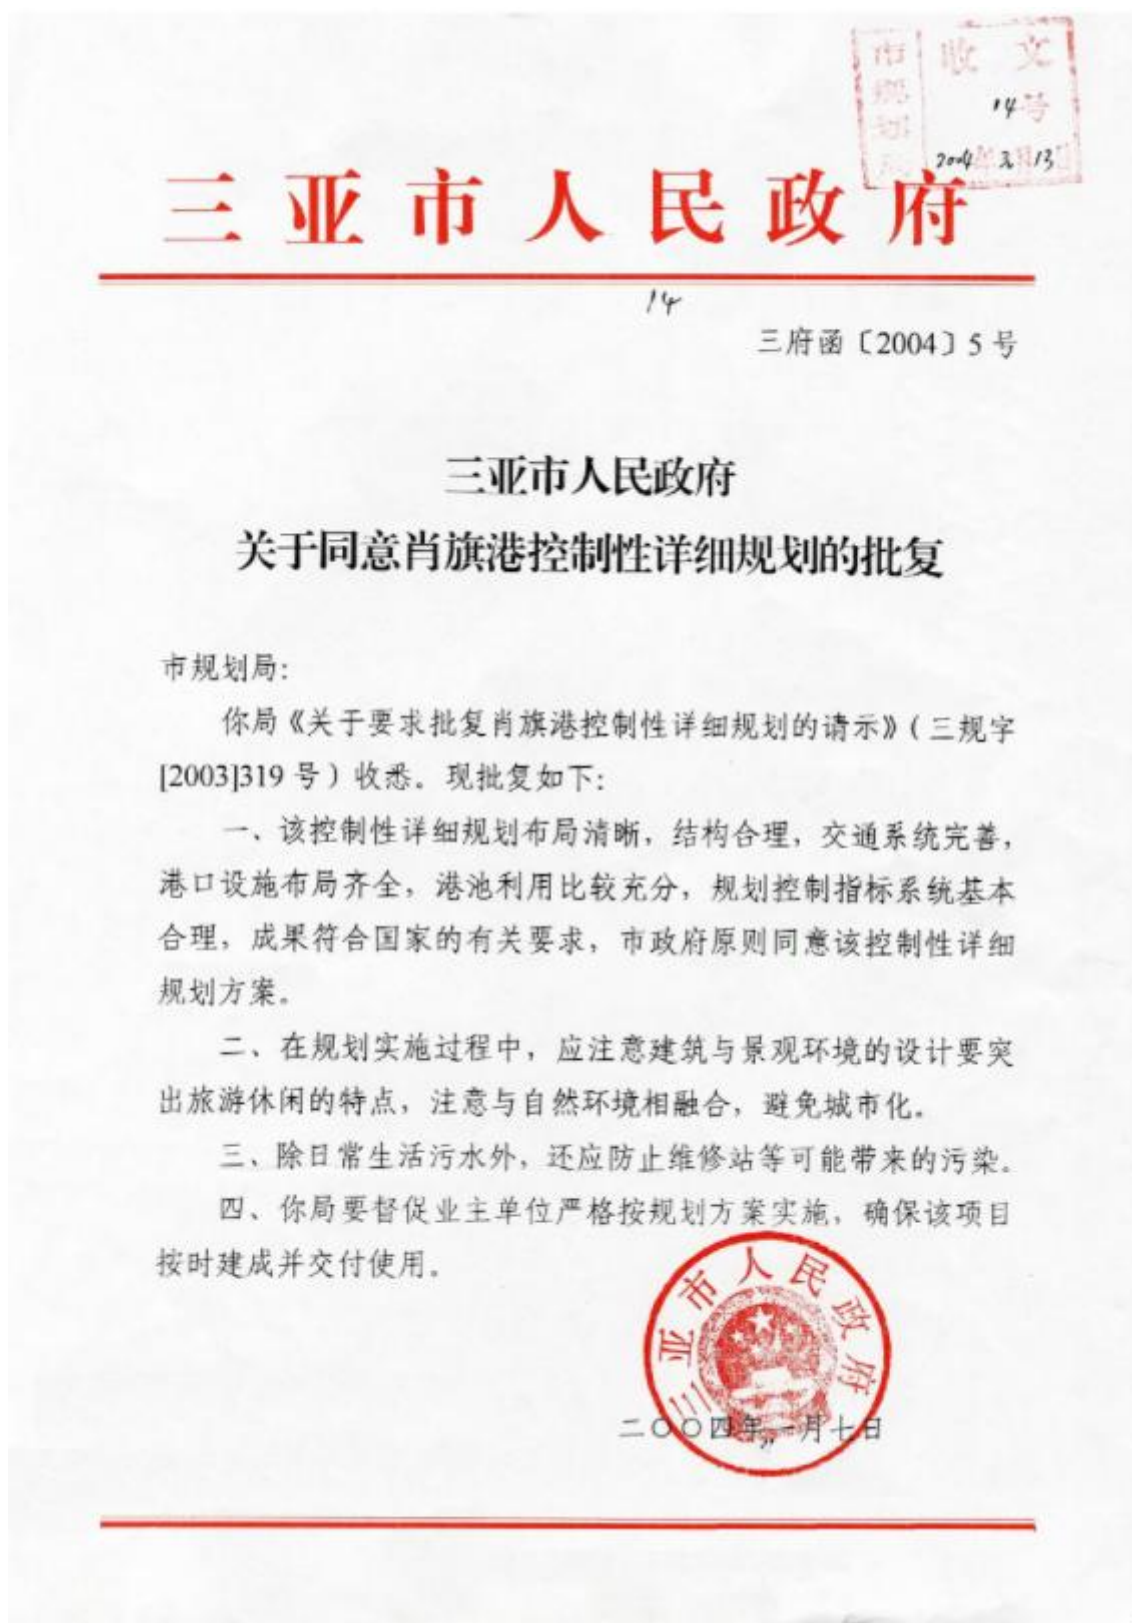 市规划局
收文
14号
2004年 月13日
三亚市人民政府
14
三府函〔2004〕5号
三亚市人民政府
关于同意肖旗港控制性详细规划的批复
市规划局:
你局《关于要求批复肖旗港控制性详细规划的请示》(三规字
[2003]319号)收悉。现批复如下:
一、该控制性详细规划布局清晰,结构合理,交通系统完善,
港口设施布局齐全,港池利用比较充分,规划控制指标系统基本
合理,成果符合国家的有关要求,市政府原则同意该控制性详细
规划方案。
二、在规划实施过程中,应注意建筑与景观环境的设计要突
出旅游休闲的特点,注意与自然环境相融合,避免城市化。
三、除日常生活污水外,还应防止维修站等可能带来的污染。
四、你局要督促业主单位严格按规划方案实施,确保该项目
按时建成并交付使用。
三亚市人民政府
二〇〇四年一月七日